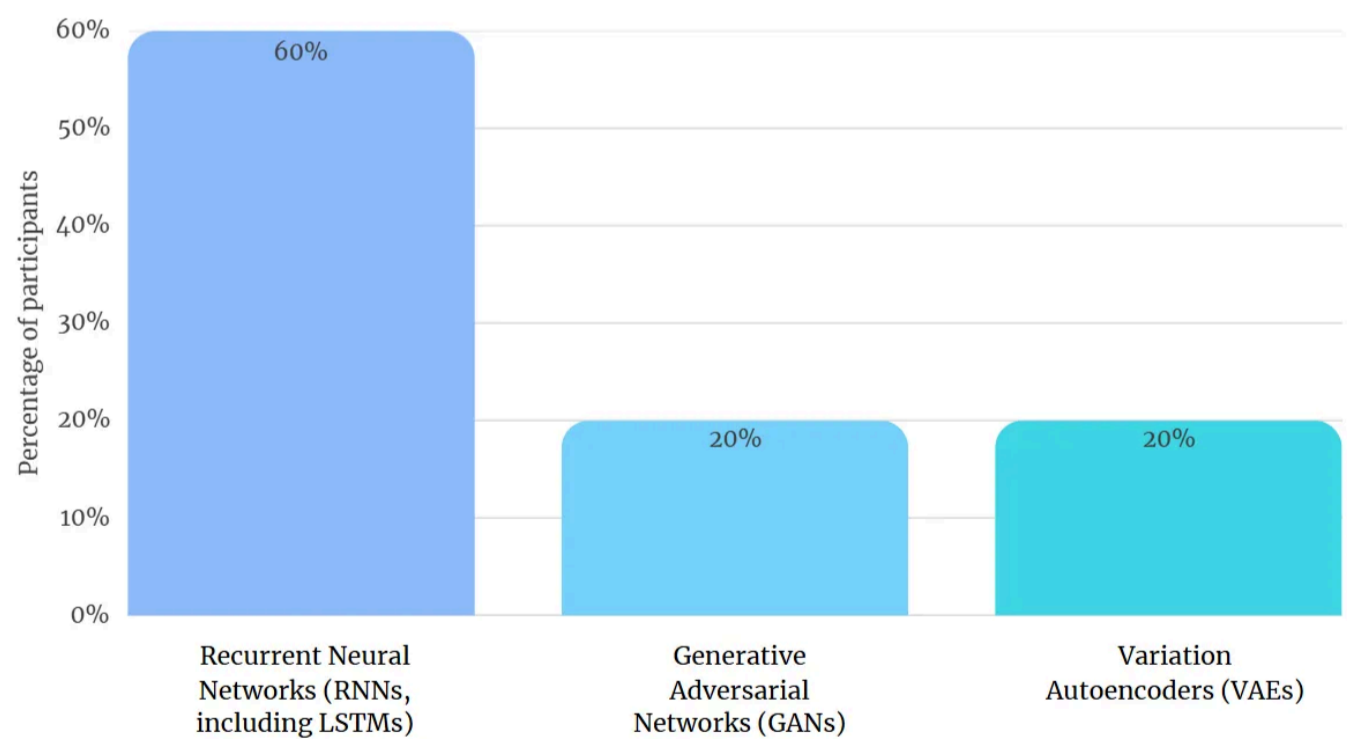 60%
60%
50%
40%
30%
20%
20%
20%
10%
0%
Percentage of participants
Recurrent Neural
Networks (RNNs,
including LSTMs)
Generative
Adversarial
Networks (GANs)
Variation
Autoencoders (VAEs)